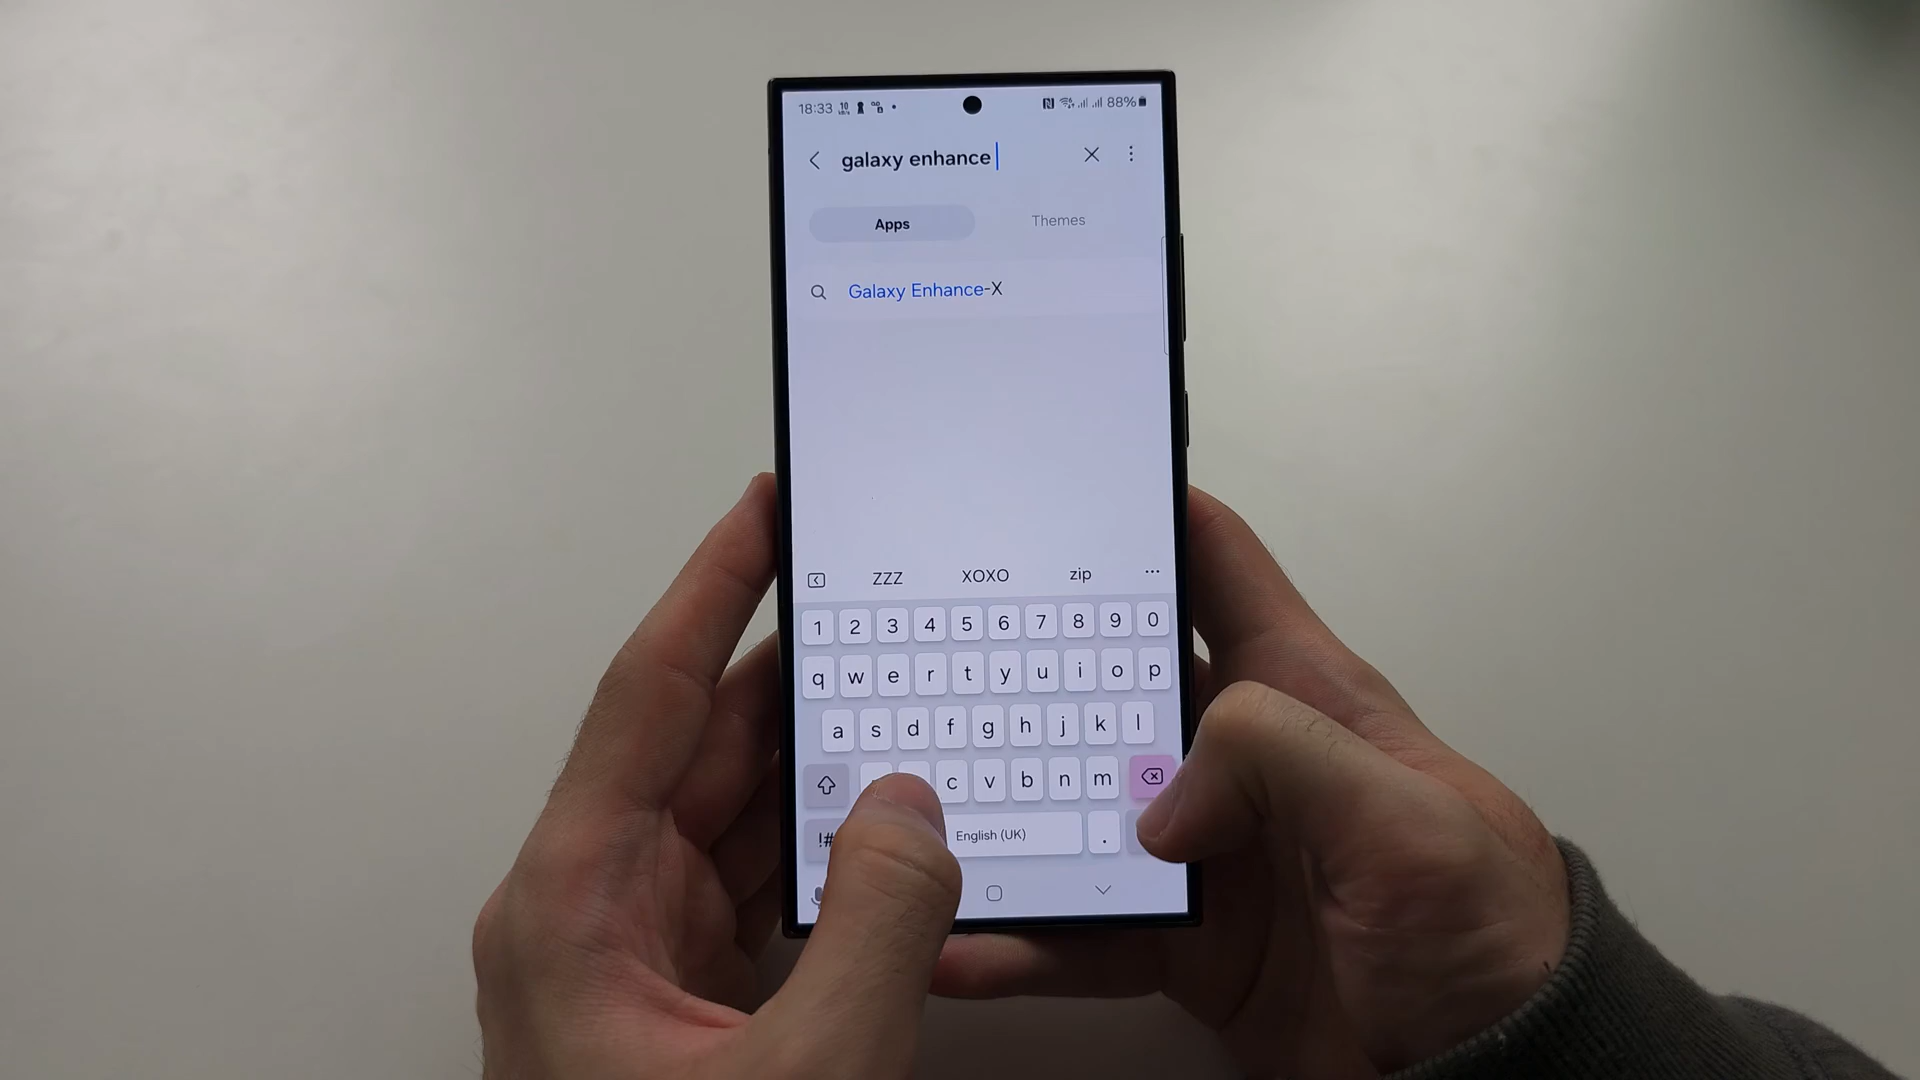 18:33
88%
galaxy enhance
Apps Themes
Galaxy Enhance-X
ZZZ XOXO zip
1 2 3 4 5 6 7 8 9 0
q w e r t y u i o p
a s d f g h j k l
c v b n m
!# English (UK) .